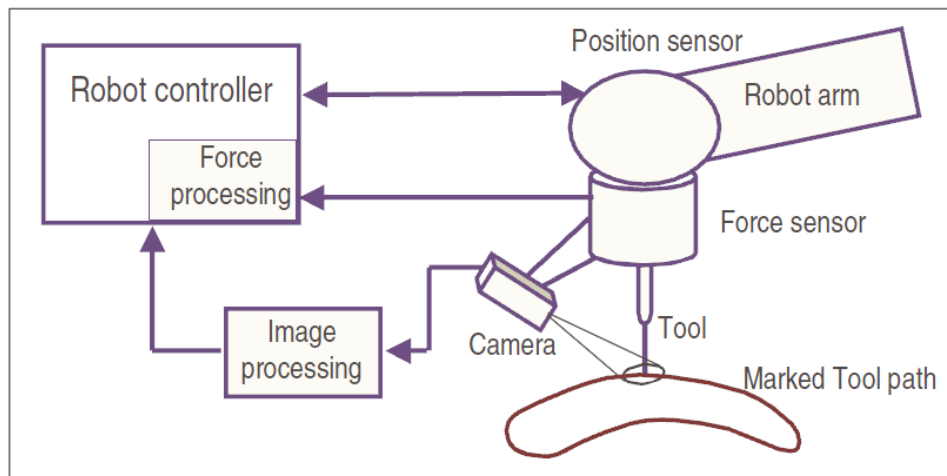 Position sensor
Robot controller
Robot arm
Force
processing
Force sensor
Image
processing
Camera
Tool
Marked Tool path